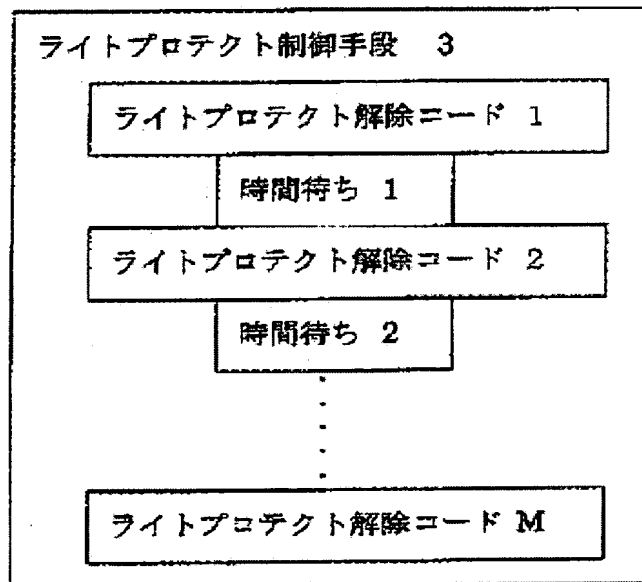 ライトプロテクト制御手段 3
ライトプロテクト解除コード 1
時間待ち 1
ライトプロテクト解除コード 2
時間待ち 2
ライトプロテクト解除コード M